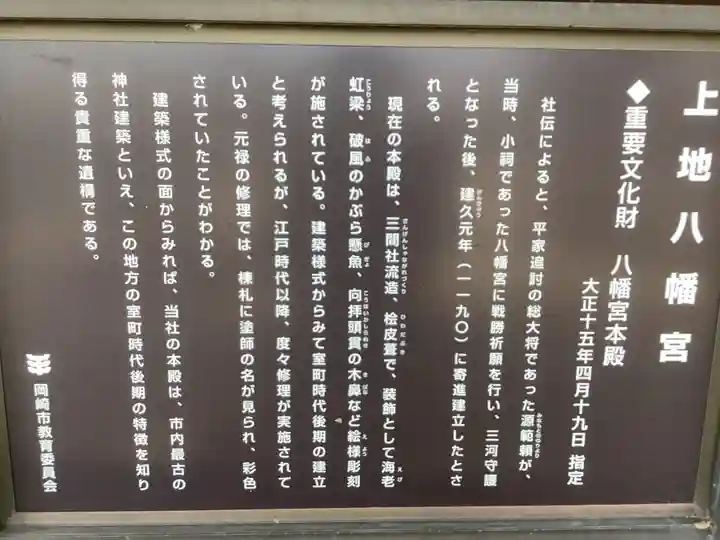 上地八幡宮
◆重要文化財　八幡宮本殿
大正十五年四月十九日 指定
社伝によると、平家追討の総大将であった源範頼が、
当時、小祠であった八幡宮に戦勝祈願を行い、三河守護
となった後、建久元年（一一九〇）に寄進建立したとさ
れる。
現在の本殿は、三間社流造、桧皮葺で、装飾として海老
虹梁、破風のかぶら懸魚、向拝頭貫の木鼻など絵様彫刻
が施されている。建築様式からみて室町時代後期の建立
と考えられるが、江戸時代以降、度々修理が実施されて
いる。元禄の修理では、棟札に塗師の名が見られ、彩色
されていたことがわかる。
建築様式の面からみれば、当社の本殿は、市内最古の
神社建築といえ、この地方の室町時代後期の特徴を知り
得る貴重な遺構である。
岡崎市教育委員会